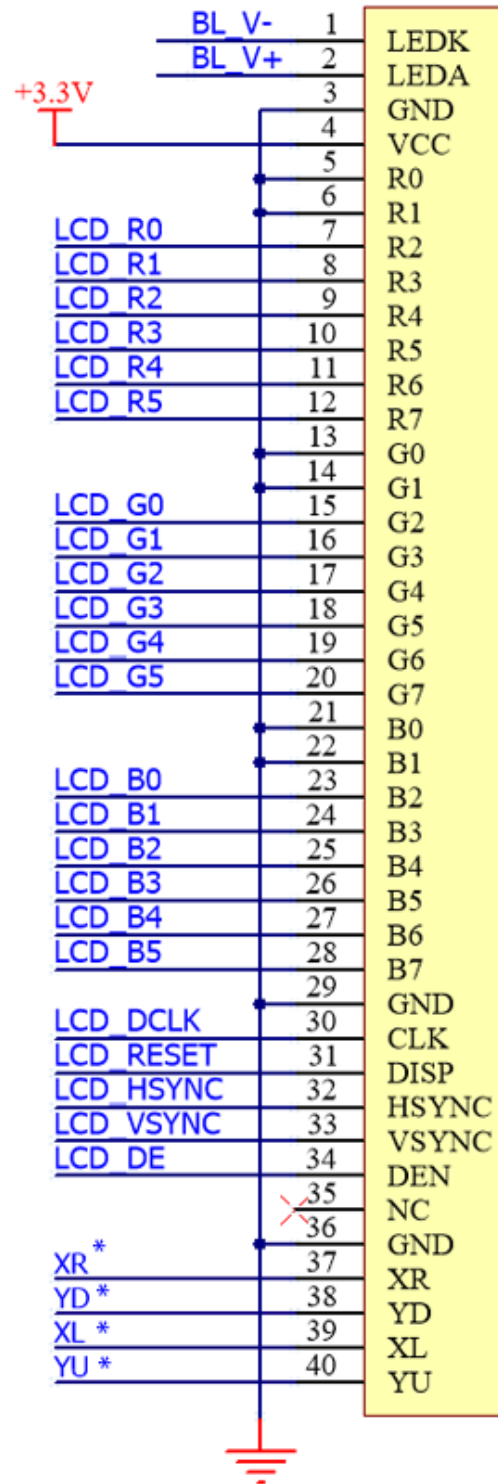 BL_V- 1 LEDK
BL_V+ 2 LEDA
3 GND
+3.3V 4 VCC
5 R0
6 R1
LCD_R0 7 R2
LCD_R1 8 R3
LCD_R2 9 R4
LCD_R3 10 R5
LCD_R4 11 R6
LCD_R5 12 R7
13 G0
14 G1
LCD_G0 15 G2
LCD_G1 16 G3
LCD_G2 17 G4
LCD_G3 18 G5
LCD_G4 19 G6
LCD_G5 20 G7
21 B0
22 B1
LCD_B0 23 B2
LCD_B1 24 B3
LCD_B2 25 B4
LCD_B3 26 B5
LCD_B4 27 B6
LCD_B5 28 B7
29 GND
LCD_DCLK 30 CLK
LCD_RESET 31 DISP
LCD_HSYNC 32 HSYNC
LCD_VSYNC 33 VSYNC
LCD_DE 34 DEN
35 NC
36 GND
XR * 37 XR
YD * 38 YD
XL * 39 XL
YU * 40 YU